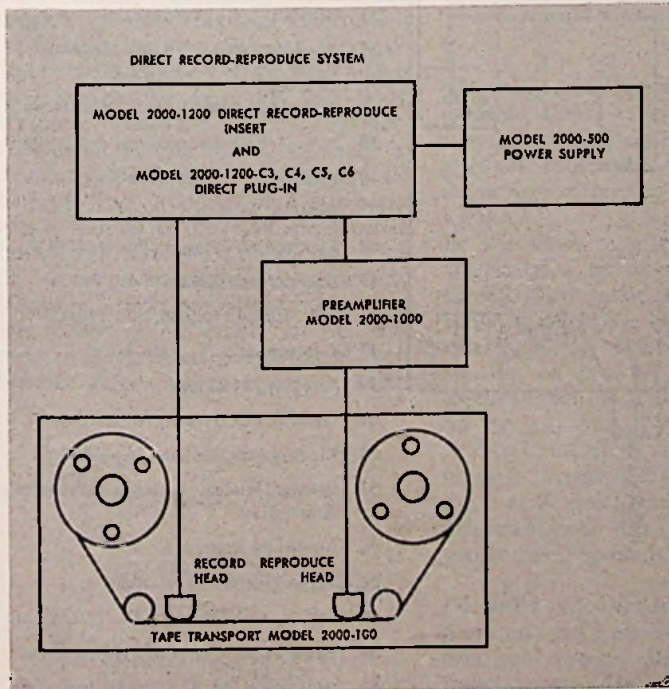 DIRECT RECORD-REPRODUCE SYSTEM
MODEL 2000-1200 DIRECT RECORD-REPRODUCE
INSERT
AND
MODEL 2000-1200-C3, C4, C5, C6
DIRECT PLUG-IN
MODEL 2000-500
POWER SUPPLY
PREAMPLIFIER
MODEL 2000-1000
RECORD HEAD
REPRODUCE HEAD
TAPE TRANSPORT MODEL 2000-100